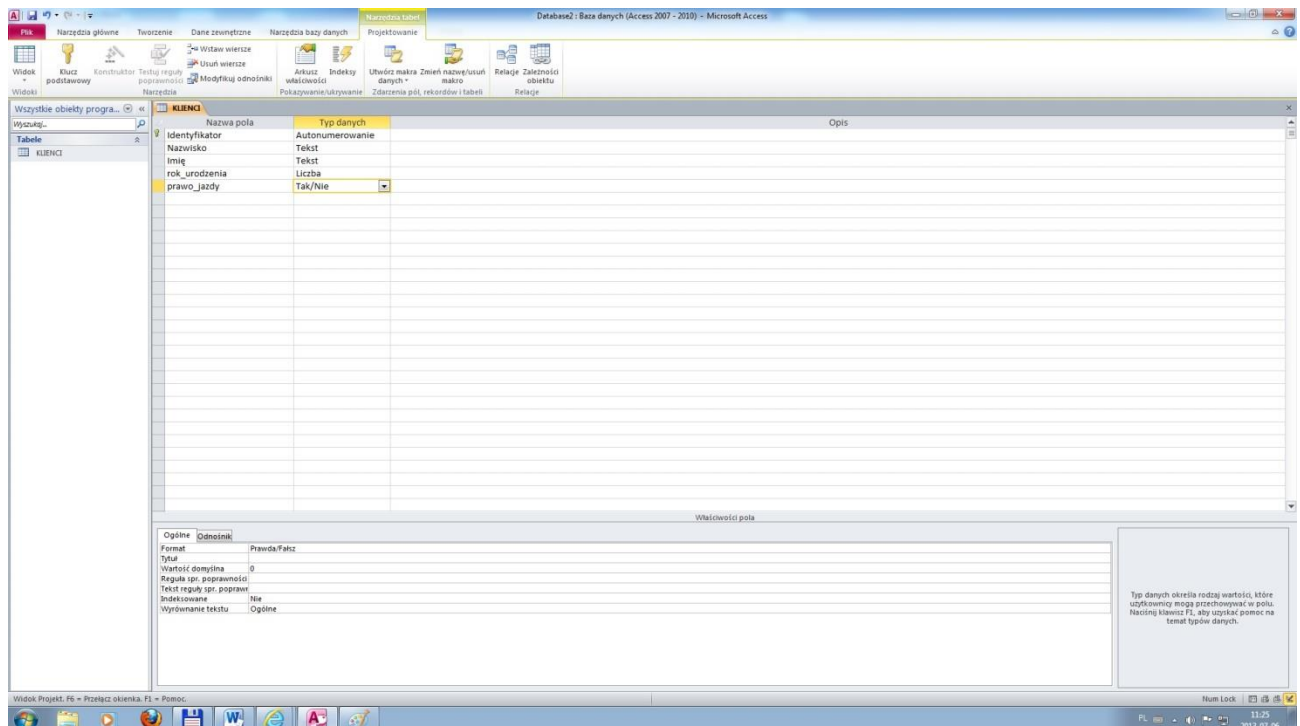 Narzędzia tabel
Database2 : Baza danych (Access 2007 - 2010) - Microsoft Access
Plik Narzędzia główne Tworzenie Dane zewnętrzne Narzędzia bazy danych Projektowanie
Widok
Klucz podstawowy
Konstruktor
Testuj reguły poprawności
Wstaw wiersze
Usuń wiersze
Modyfikuj odnośniki
Arkusz właściwości
Indeksy
Utwórz makra danych
Zmień nazwę/usuń makro
Relacje
Zależności obiektu
Widoki Narzędzia Pokazywanie/ukrywanie Zdarzenia pól, rekordów i tabeli Relacje
Wszystkie obiekty progra... «
KLIENCI
Wyszukaj...
Tabele
KLIENCI
Nazwa pola Typ danych Opis
Identyfikator Autonumerowanie
Nazwisko Tekst
Imię Tekst
rok_urodzenia Liczba
prawo_jazdy Tak/Nie
Właściwości pola
Ogólne Odnośnik
Format Prawda/Fałsz
Tytuł
Wartość domyślna 0
Reguła spr. poprawności
Tekst reguły spr. popraw
Indeksowane Nie
Wyrównanie tekstu Ogólne
Typ danych określa rodzaj wartości, które
użytkownicy mogą przechowywać w polu.
Naciśnij klawisz F1, aby uzyskać pomoc na
temat typów danych.
Widok Projekt. F6 = Przełącz okienka. F1 = Pomoc.
Num Lock
PL
11:25